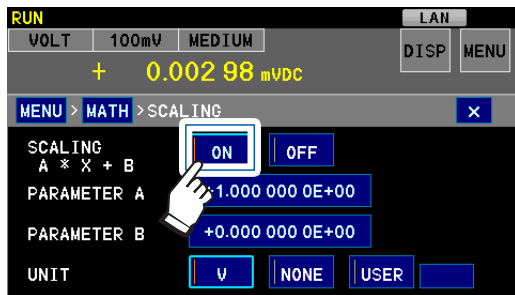 RUN LAN
VOLT 100mV MEDIUM DISP MENU
+ 0.002 98 mVDC
MENU > MATH >SCALING ×
SCALING ON OFF
A * X + B
PARAMETER A +1.000 000 0E+00
PARAMETER B +0.000 000 0E+00
UNIT V NONE USER